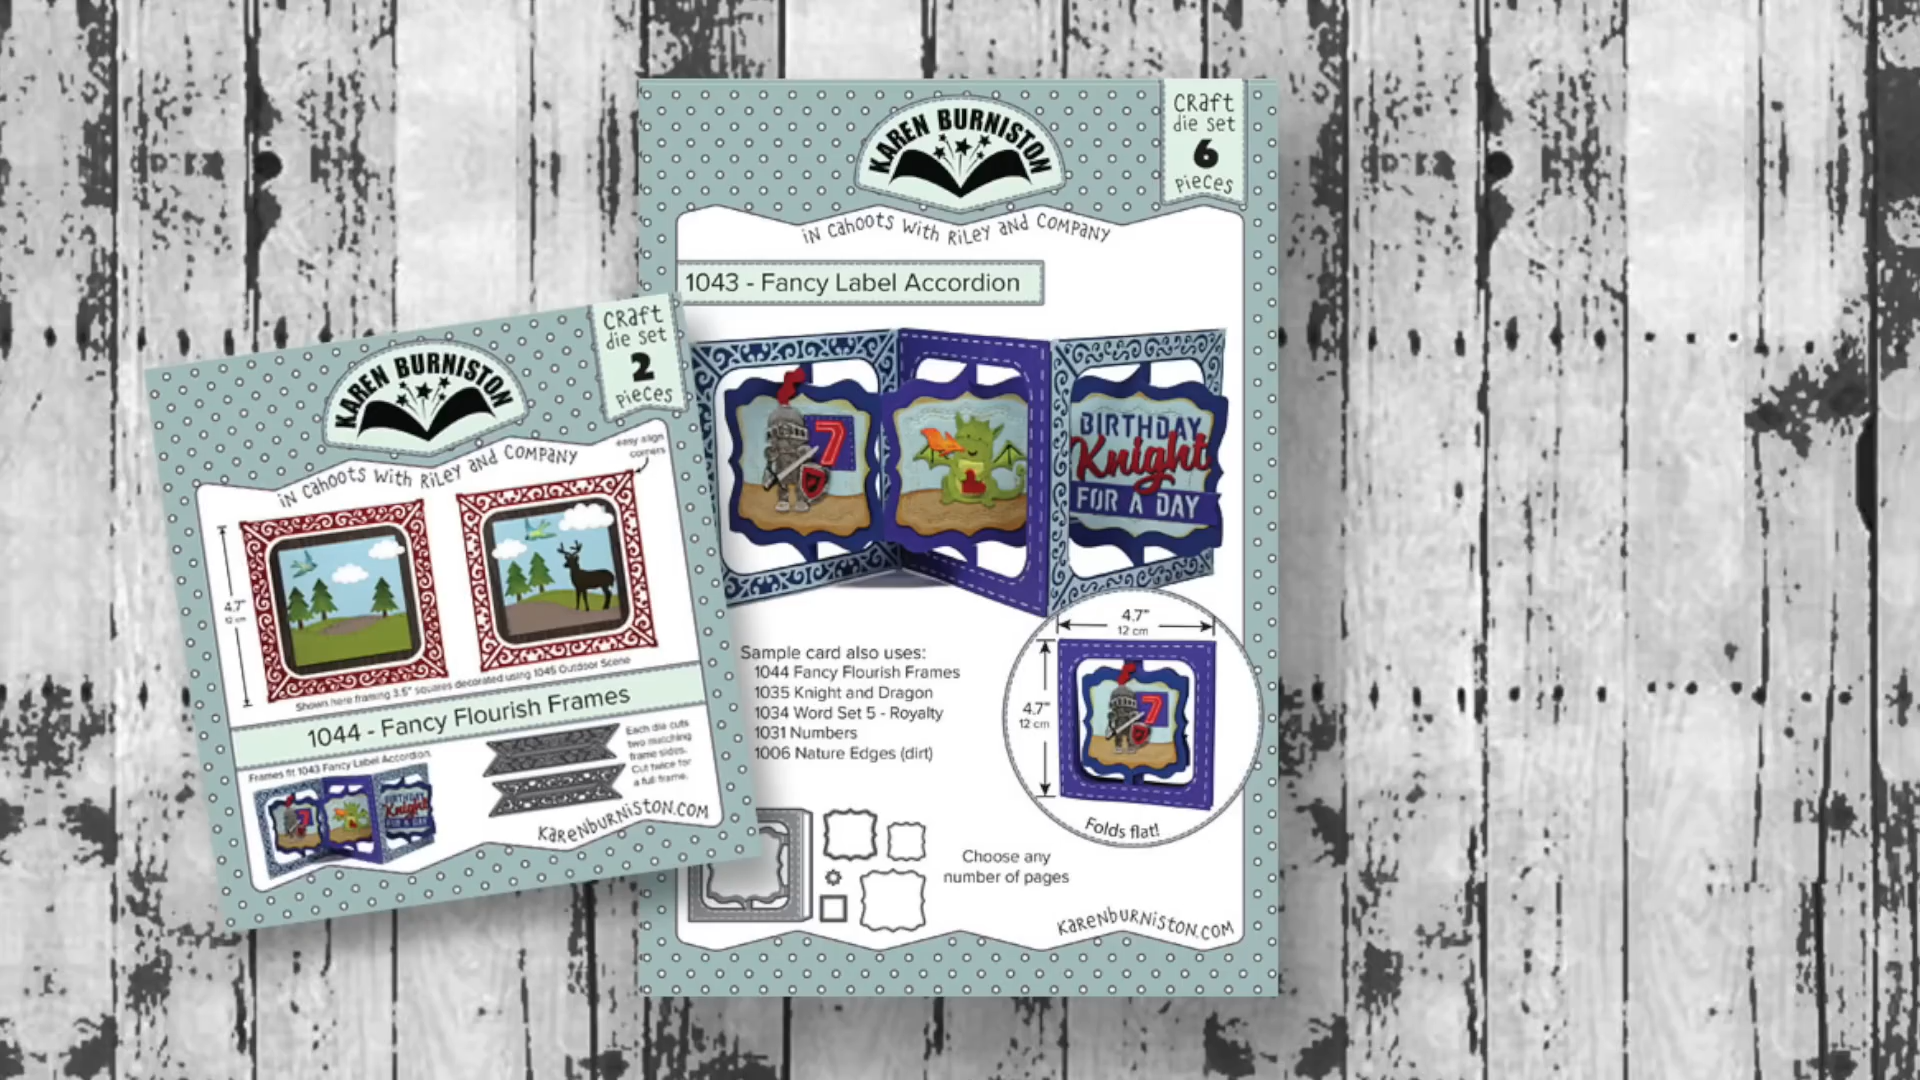 KAREN BURNISTON
CRaft
die set
6
pieces
iN cahoots with RiLey and Company
1043 - Fancy Label Accordion
7
BIRTHDAY
Knight
FOR A DAY
Sample card also uses:
1044 Fancy Flourish Frames
1035 Knight and Dragon
1034 Word Set 5 - Royalty
1031 Numbers
1006 Nature Edges (dirt)
4.7"
12 cm
4.7"
12 cm
7
Folds flat!
Choose any
number of pages
KaRenbuRNiSton.com
KAREN BURNISTON
CRaft
die set
2
pieces
iN cahoots with RiLey and Company
easy align
corners
4.7"
12 cm
Shown here framing 3.5" squares decorated using 1045 Outdoor Scene
1044 - Fancy Flourish Frames
Frames fit 1043 Fancy Label Accordion.
Each die cuts
two matching
frame sides.
Cut twice for
a full frame.
7
BIRTHDAY
Knight
FOR A DAY
KaRenbuRNiSton.com